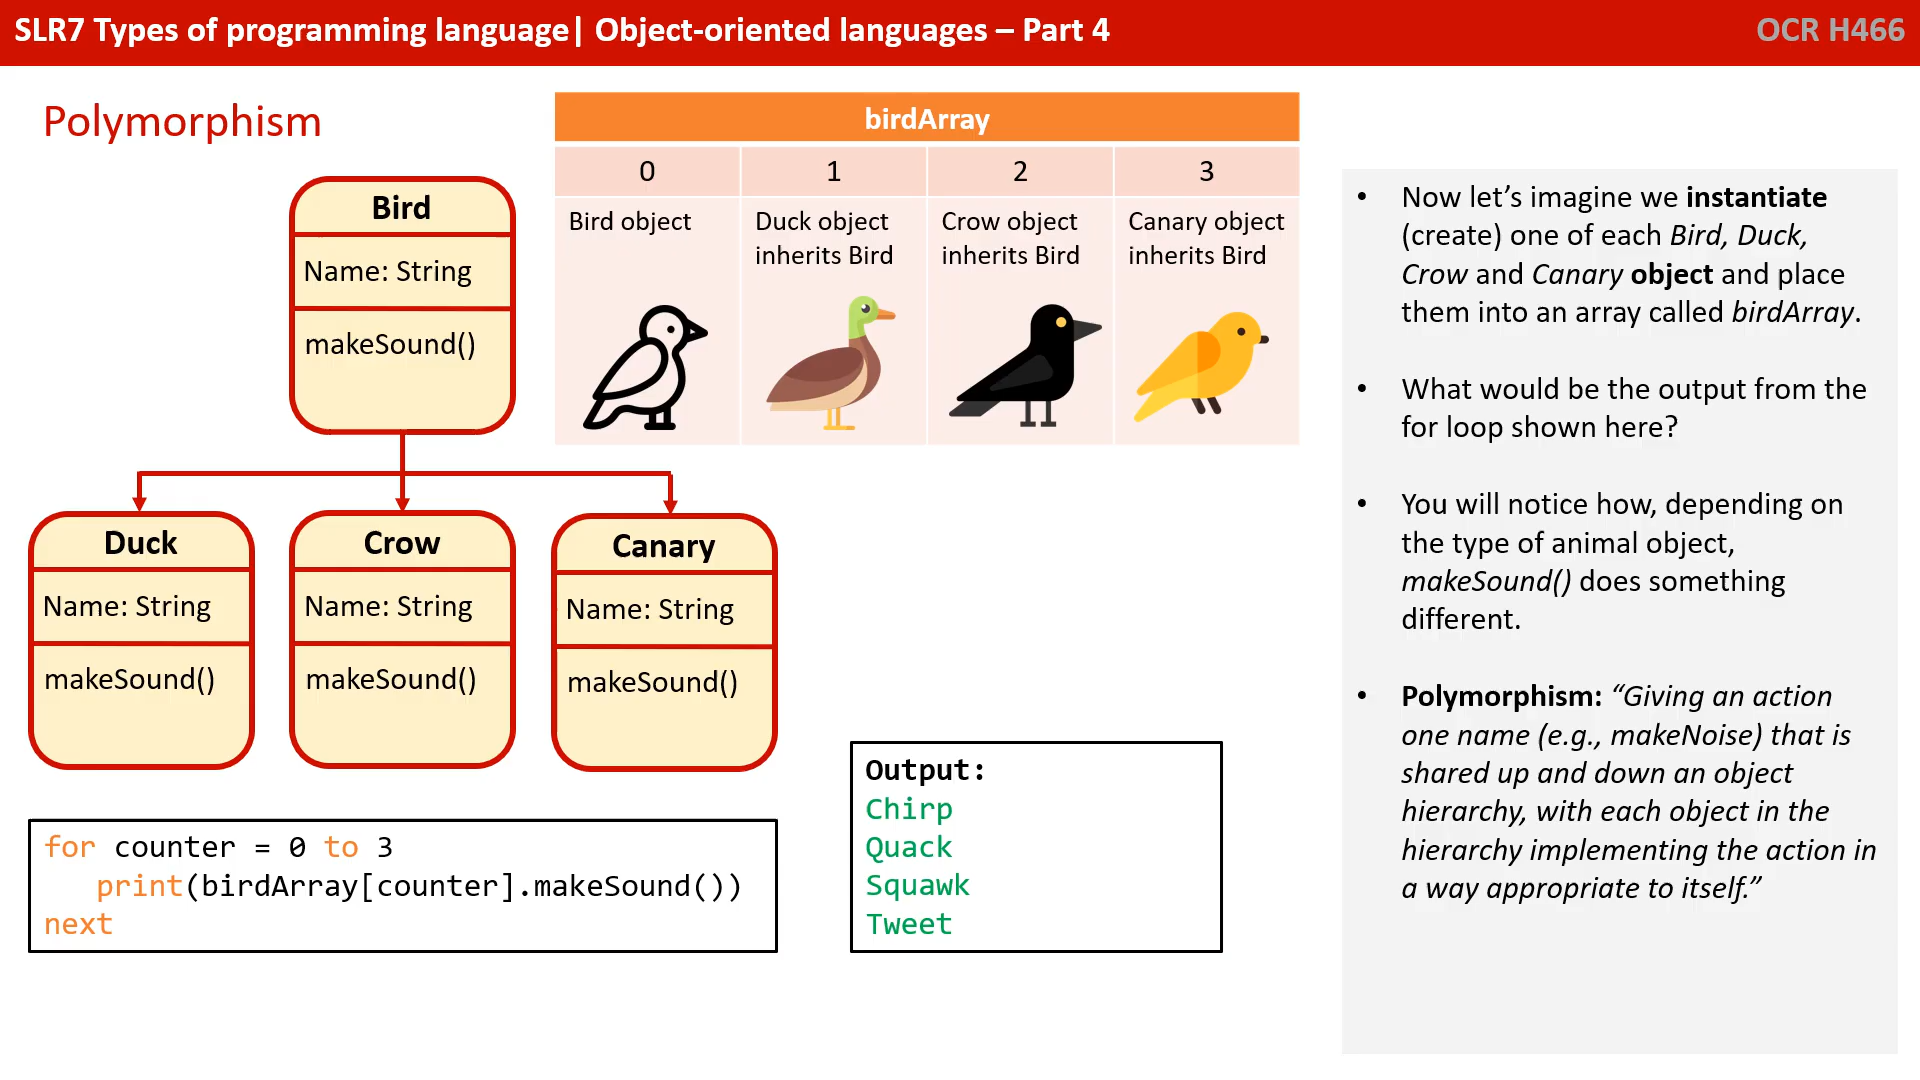 SLR7 Types of programming language| Object-oriented languages – Part 4
OCR H466
Polymorphism
birdArray
0 1 2 3
Bird object
Duck object
inherits Bird
Crow object
inherits Bird
Canary object
inherits Bird
Bird
Name: String
makeSound()
Duck
Name: String
makeSound()
Crow
Name: String
makeSound()
Canary
Name: String
makeSound()
for counter = 0 to 3
print(birdArray[counter].makeSound())
next
Output:
Chirp
Quack
Squawk
Tweet
• Now let’s imagine we instantiate
(create) one of each Bird, Duck,
Crow and Canary object and place
them into an array called birdArray.
• What would be the output from the
for loop shown here?
• You will notice how, depending on
the type of animal object,
makeSound() does something
different.
• Polymorphism: “Giving an action
one name (e.g., makeNoise) that is
shared up and down an object
hierarchy, with each object in the
hierarchy implementing the action in
a way appropriate to itself.”